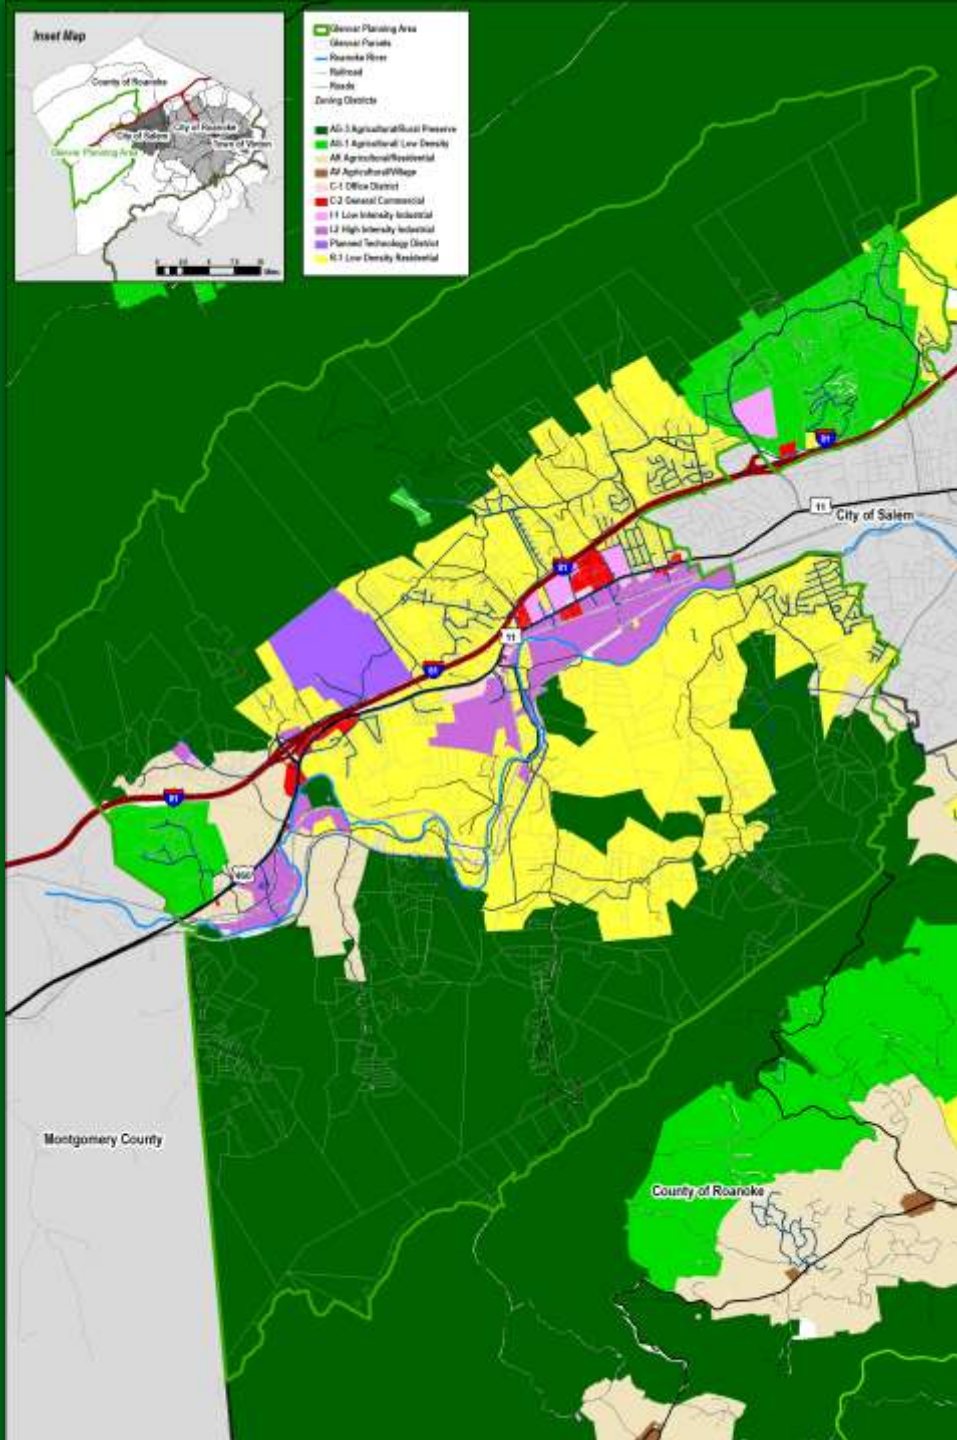 Inset Map
County of Roanoke
City of Salem
City of Roanoke
Town of Vinton
Glenvar Planning Area
Miles
Glenvar Planning Area
Glenvar Parcels
Roanoke River
Railroad
Roads
Zoning Districts
AG-3 Agricultural/Rural Preserve
AG-1 Agricultural/ Low Density
AR Agricultural/Residential
AV Agricultural/Village
C-1 Office District
C-2 General Commercial
I-1 Low Intensity Industrial
I-2 High Intensity Industrial
Planned Technology District
R-1 Low Density Residential
81
11
City of Salem
81
11
81
81
460
Montgomery County
County of Roanoke